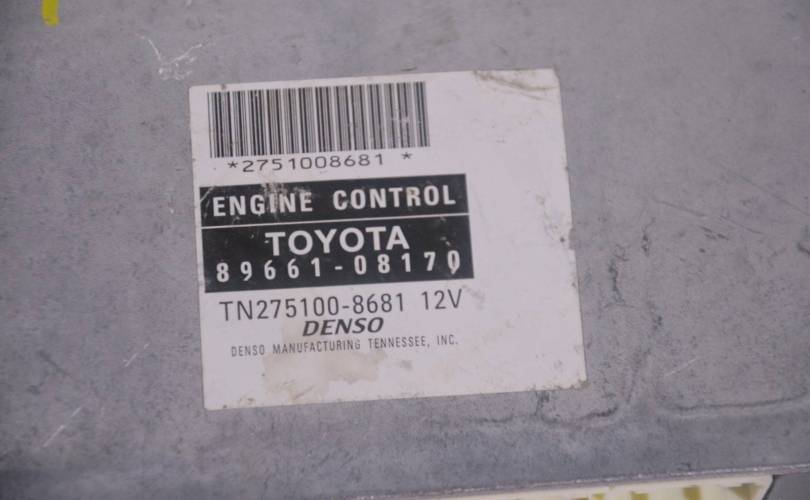 *2751008681*
ENGINE CONTROL
TOYOTA
89661-08170
TN275100-8681 12V
DENSO
DENSO MANUFACTURING TENNESSEE, INC.